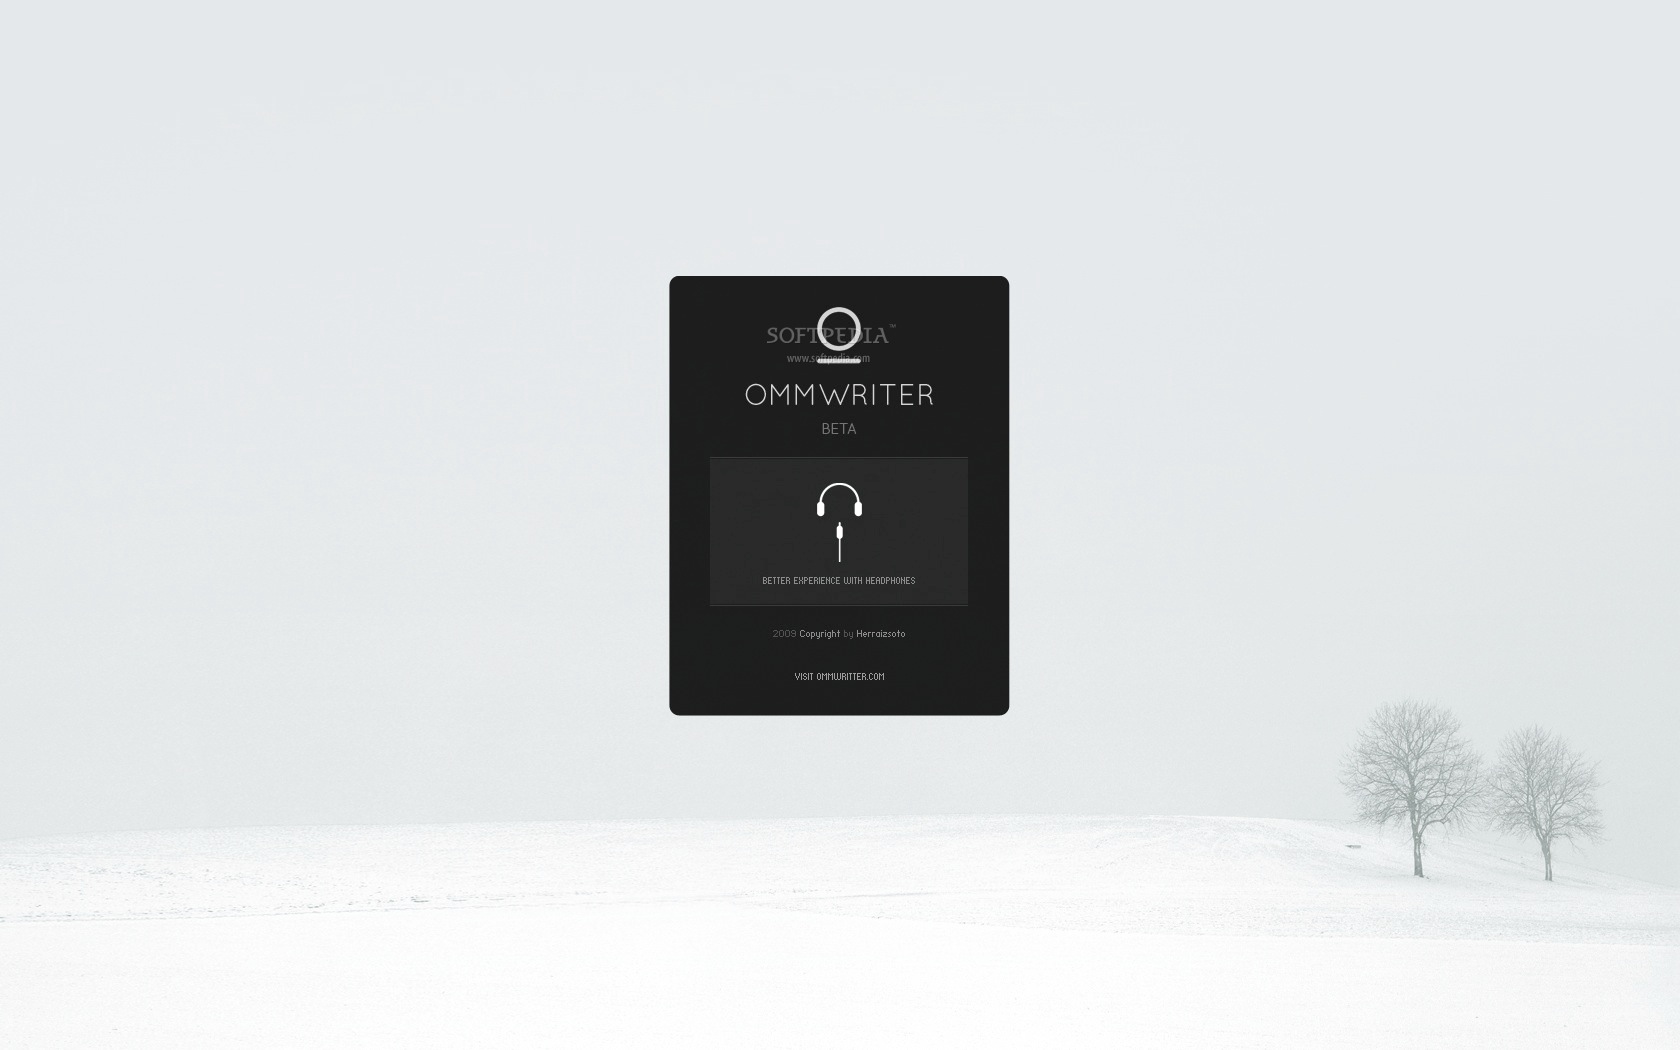 SOFTPEDIA™
www.softpedia.com
OMMWRITER
BETA
BETTER EXPERIENCE WITH HEADPHONES
2009 Copyright by Herraizsoto
VISIT OMMWRITTER.COM